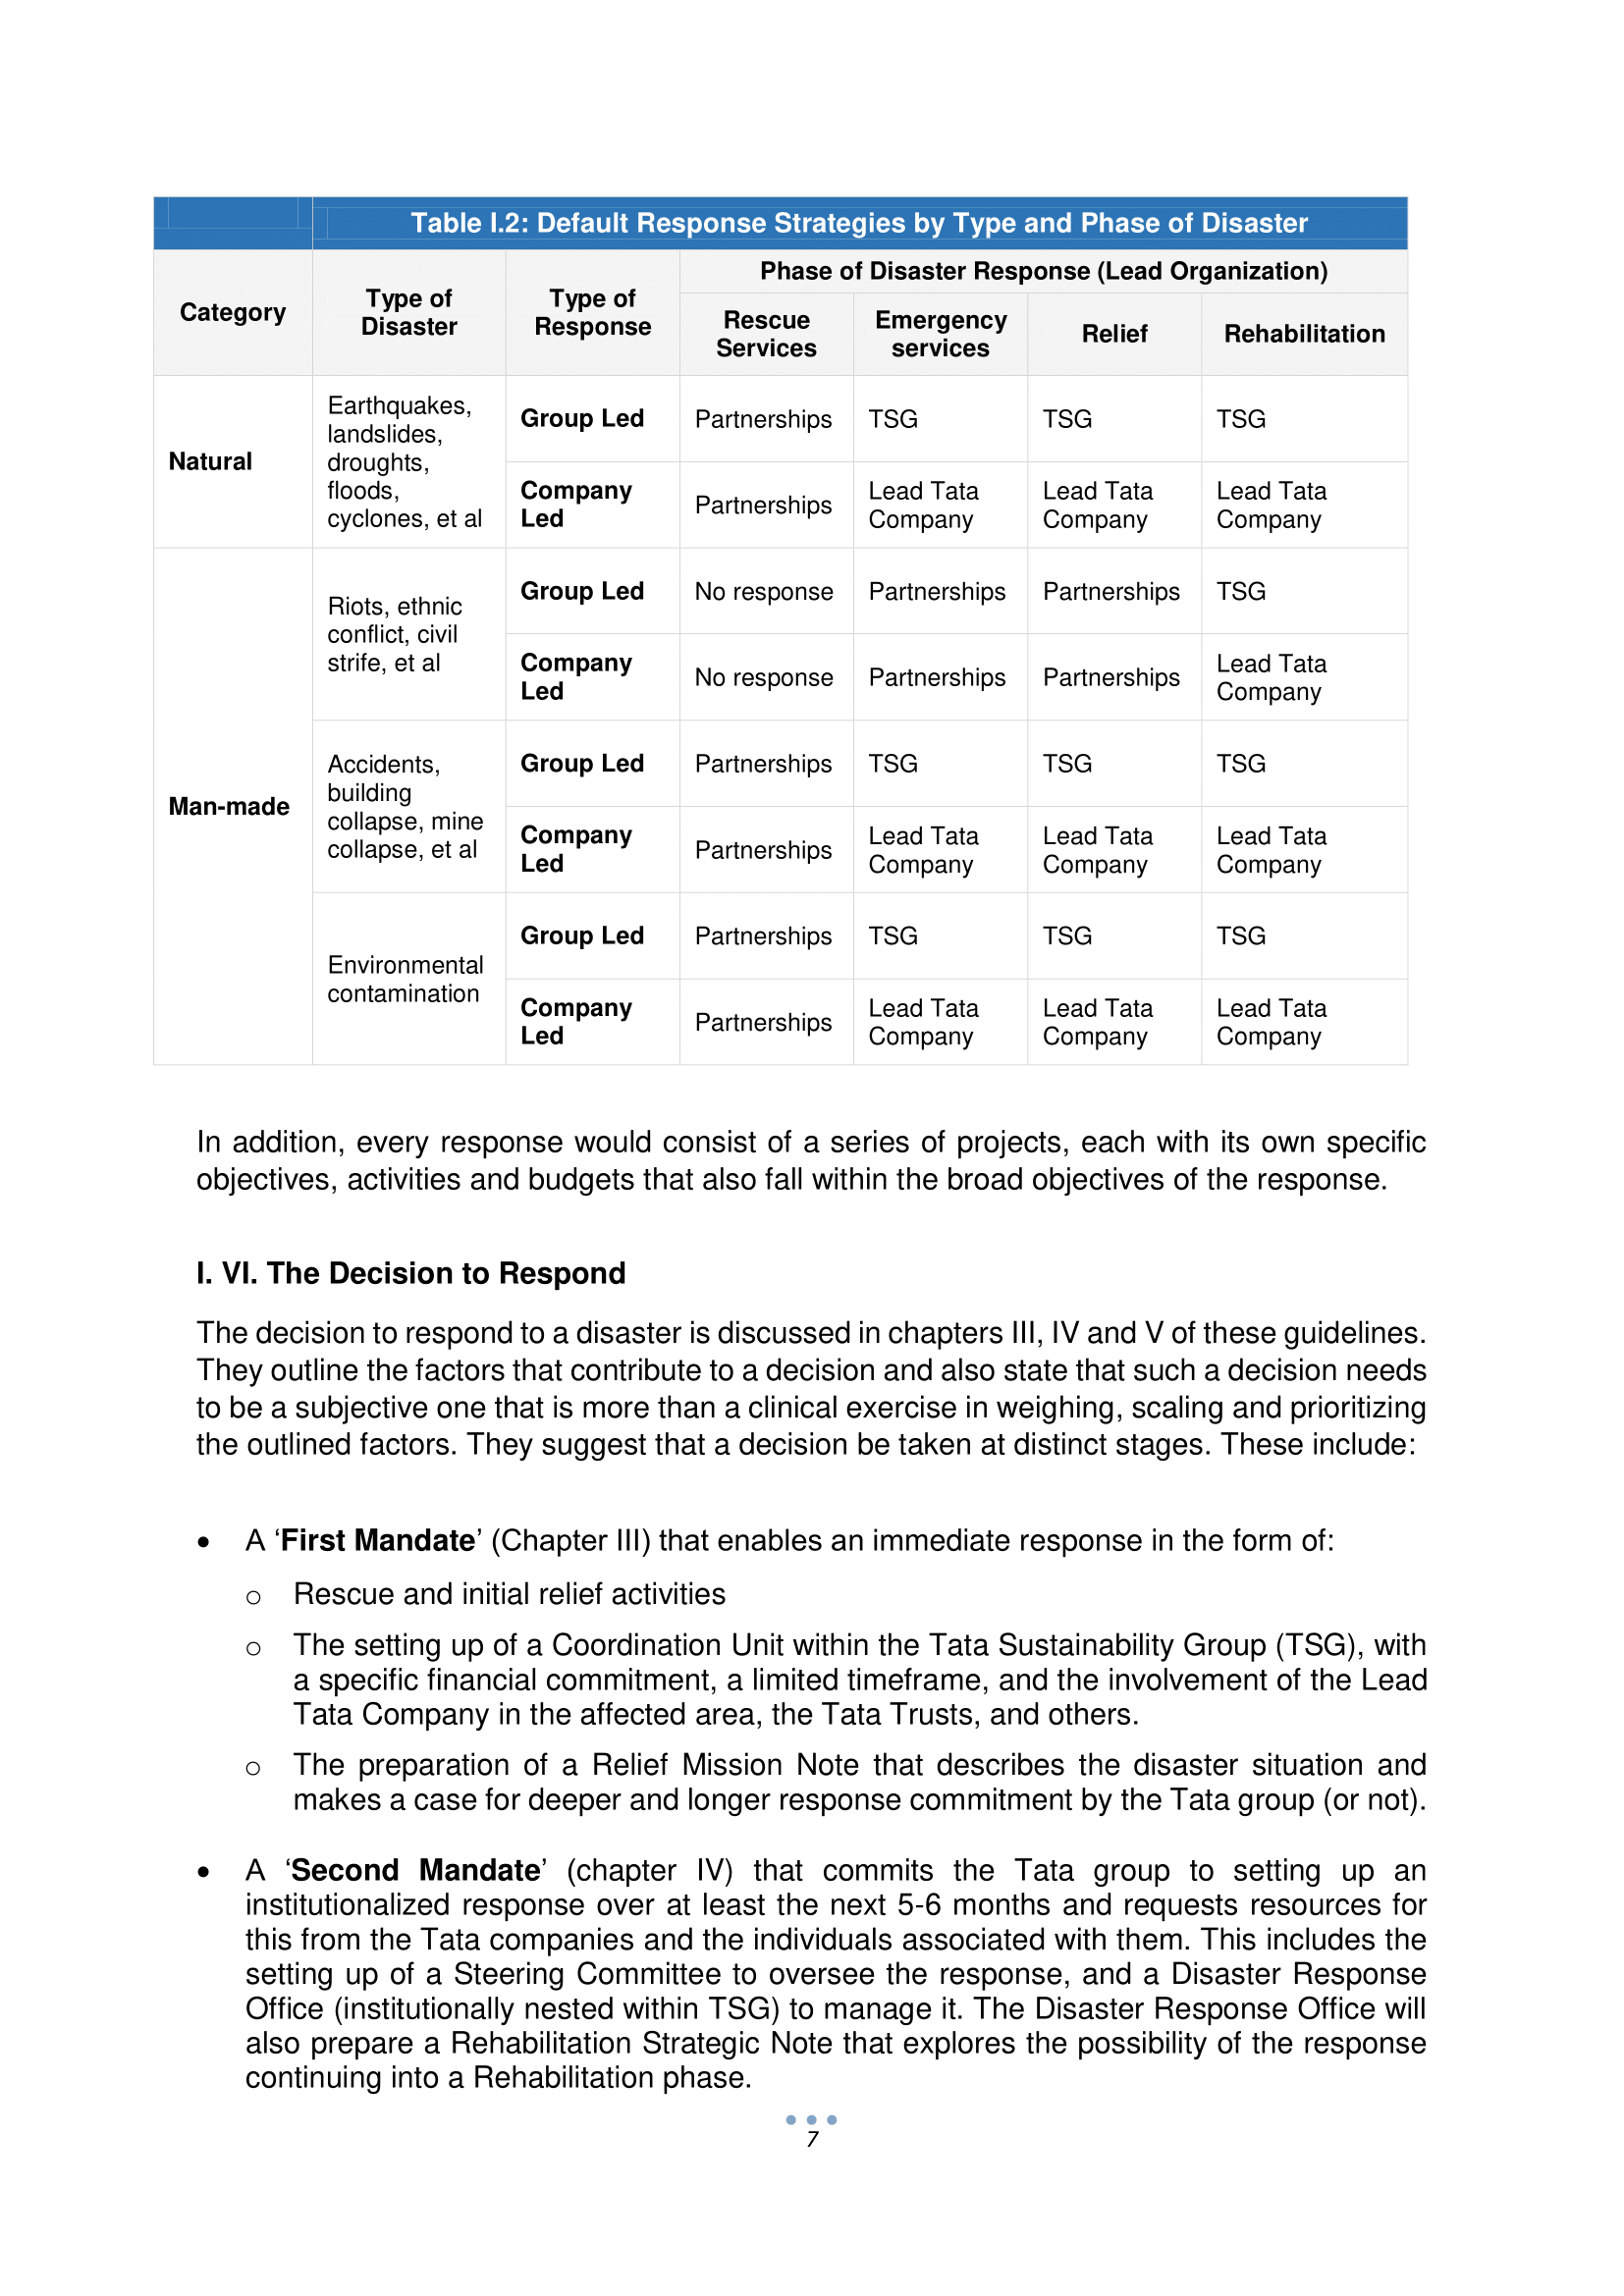 Table I.2: Default Response Strategies by Type and Phase of Disaster
Category
Type of
Disaster
Type of
Response
Phase of Disaster Response (Lead Organization)
Rescue
Services
Emergency
services
Relief
Rehabilitation
Natural
Earthquakes,
landslides,
droughts,
floods,
cyclones, et al
Group Led
Partnerships
TSG
TSG
TSG
Company
Led
Partnerships
Lead Tata
Company
Lead Tata
Company
Lead Tata
Company
Man-made
Riots, ethnic
conflict, civil
strife, et al
Group Led
No response
Partnerships
Partnerships
TSG
Company
Led
No response
Partnerships
Partnerships
Lead Tata
Company
Accidents,
building
collapse, mine
collapse, et al
Group Led
Partnerships
TSG
TSG
TSG
Company
Led
Partnerships
Lead Tata
Company
Lead Tata
Company
Lead Tata
Company
Environmental
contamination
Group Led
Partnerships
TSG
TSG
TSG
Company
Led
Partnerships
Lead Tata
Company
Lead Tata
Company
Lead Tata
Company
In addition, every response would consist of a series of projects, each with its own specific
objectives, activities and budgets that also fall within the broad objectives of the response.
I. VI. The Decision to Respond
The decision to respond to a disaster is discussed in chapters III, IV and V of these guidelines.
They outline the factors that contribute to a decision and also state that such a decision needs
to be a subjective one that is more than a clinical exercise in weighing, scaling and prioritizing
the outlined factors. They suggest that a decision be taken at distinct stages. These include:
• A ‘First Mandate’ (Chapter III) that enables an immediate response in the form of:
o Rescue and initial relief activities
o The setting up of a Coordination Unit within the Tata Sustainability Group (TSG), with
a specific financial commitment, a limited timeframe, and the involvement of the Lead
Tata Company in the affected area, the Tata Trusts, and others.
o The preparation of a Relief Mission Note that describes the disaster situation and
makes a case for deeper and longer response commitment by the Tata group (or not).
• A ‘Second Mandate’ (chapter IV) that commits the Tata group to setting up an
institutionalized response over at least the next 5-6 months and requests resources for
this from the Tata companies and the individuals associated with them. This includes the
setting up of a Steering Committee to oversee the response, and a Disaster Response
Office (institutionally nested within TSG) to manage it. The Disaster Response Office will
also prepare a Rehabilitation Strategic Note that explores the possibility of the response
continuing into a Rehabilitation phase.
7